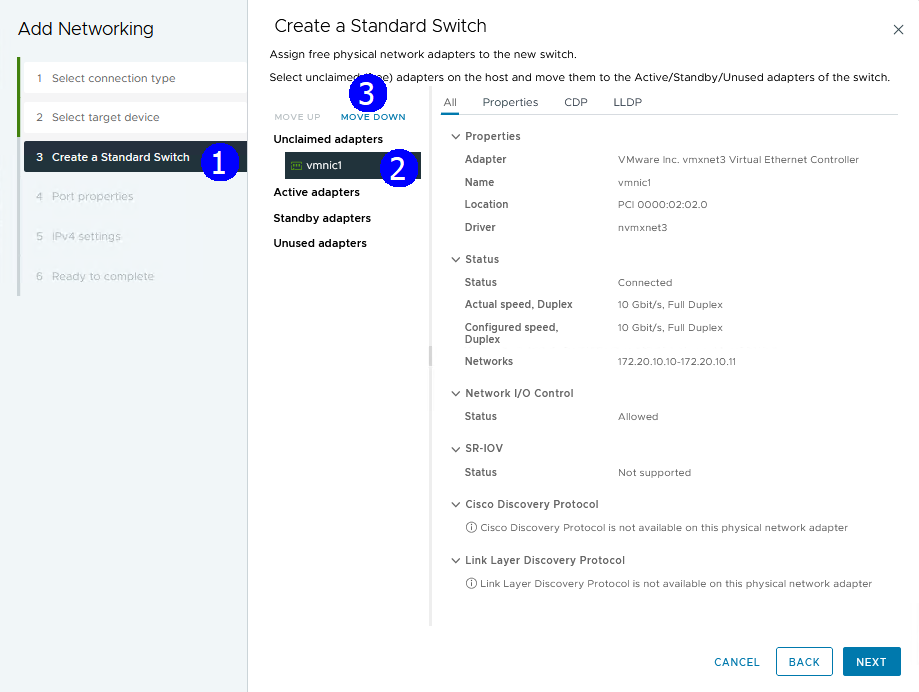 Add Networking
1 Select connection type
2 Select target device
3 Create a Standard Switch
1
4 Port properties
5 IPv4 settings
6 Ready to complete
Create a Standard Switch
Assign free physical network adapters to the new switch.
Select unclaimed (free) adapters on the host and move them to the Active/Standby/Unused adapters of the switch.
3
MOVE UP MOVE DOWN
Unclaimed adapters
vmnic1
2
Active adapters
Standby adapters
Unused adapters
All Properties CDP LLDP
Properties
Adapter VMware Inc. vmxnet3 Virtual Ethernet Controller
Name vmnic1
Location PCI 0000:02:02.0
Driver nvmxnet3
Status
Status Connected
Actual speed, Duplex 10 Gbit/s, Full Duplex
Configured speed, 10 Gbit/s, Full Duplex
Duplex
Networks 172.20.10.10-172.20.10.11
Network I/O Control
Status Allowed
SR-IOV
Status Not supported
Cisco Discovery Protocol
Cisco Discovery Protocol is not available on this physical network adapter
Link Layer Discovery Protocol
Link Layer Discovery Protocol is not available on this physical network adapter
CANCEL BACK NEXT